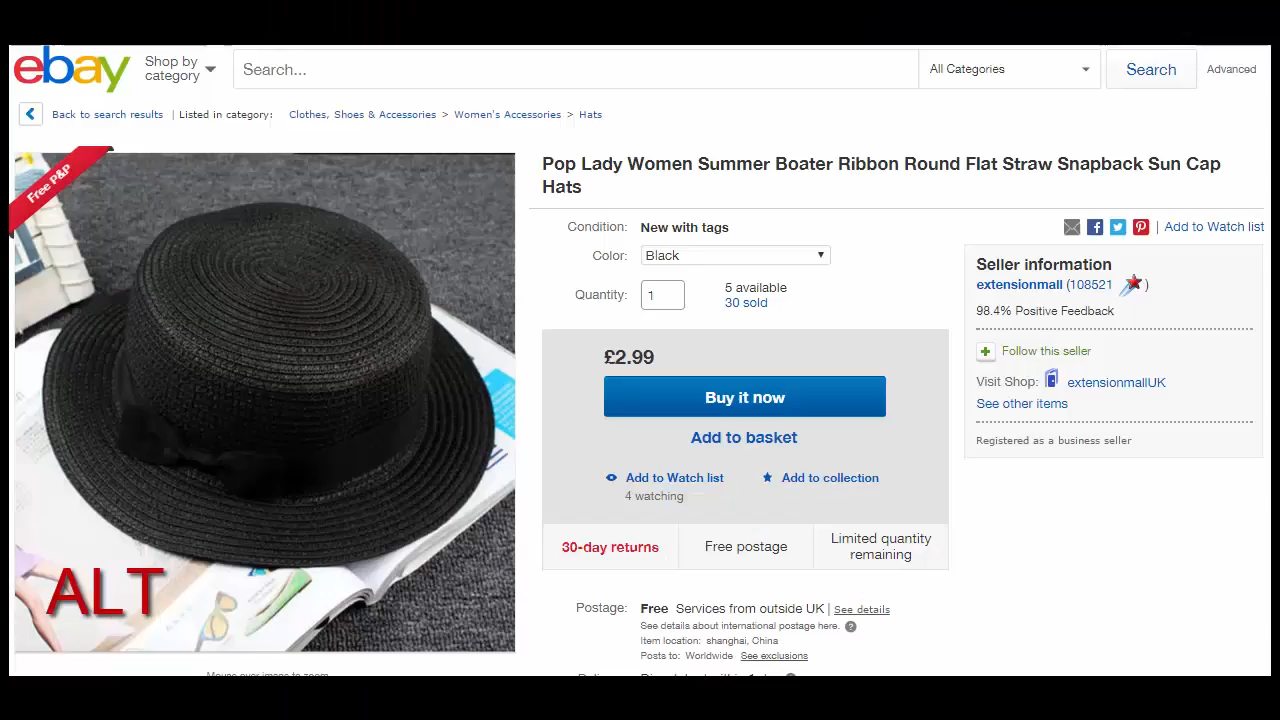 ebay
Shop by
category
Search...
All Categories
Search
Advanced
Back to search results | Listed in category:
Clothes, Shoes & Accessories > Women's Accessories > Hats
Free P&P
ALT
Pop Lady Women Summer Boater Ribbon Round Flat Straw Snapback Sun Cap
Hats
| Add to Watch list
Condition: New with tags
Color: Black
Quantity: 1
5 available
30 sold
£2.99
Buy it now
Add to basket
Add to Watch list
4 watching
Add to collection
30-day returns
Free postage
Limited quantity
remaining
Postage: Free Services from outside UK | See details
See details about international postage here.
Item location: shanghai, China
Posts to: Worldwide See exclusions
Seller information
extensionmall (108521 )
98.4% Positive Feedback
Follow this seller
Visit Shop: extensionmallUK
See other items
Registered as a business seller